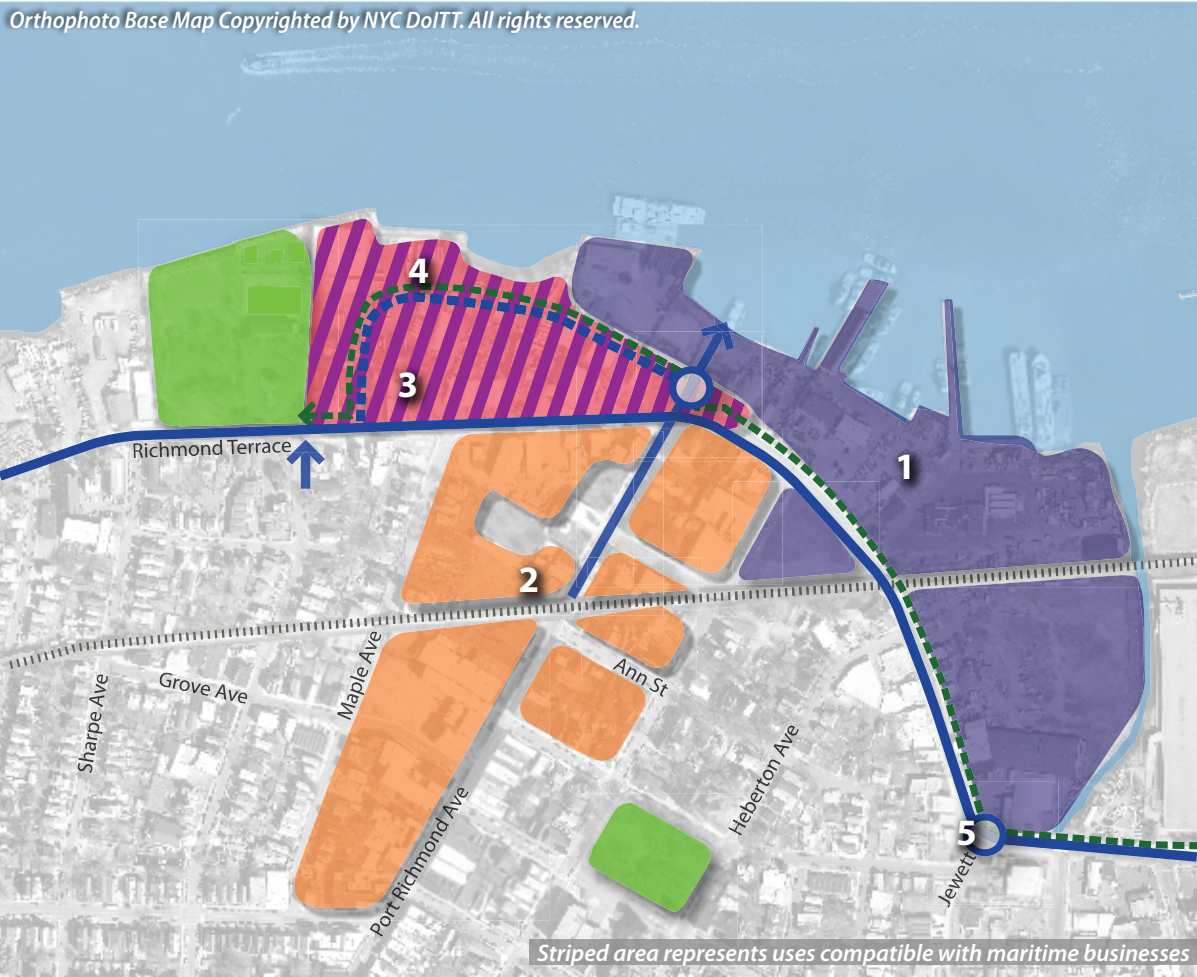 Orthophoto Base Map Copyrighted by NYC DoITT. All rights reserved.
4
3
Richmond Terrace
1
2
Maple Ave
Ann St
Grove Ave
Sharpe Ave
Heberton Ave
Port Richmond Ave
5
Jewett
Striped area represents uses compatible with maritime businesses